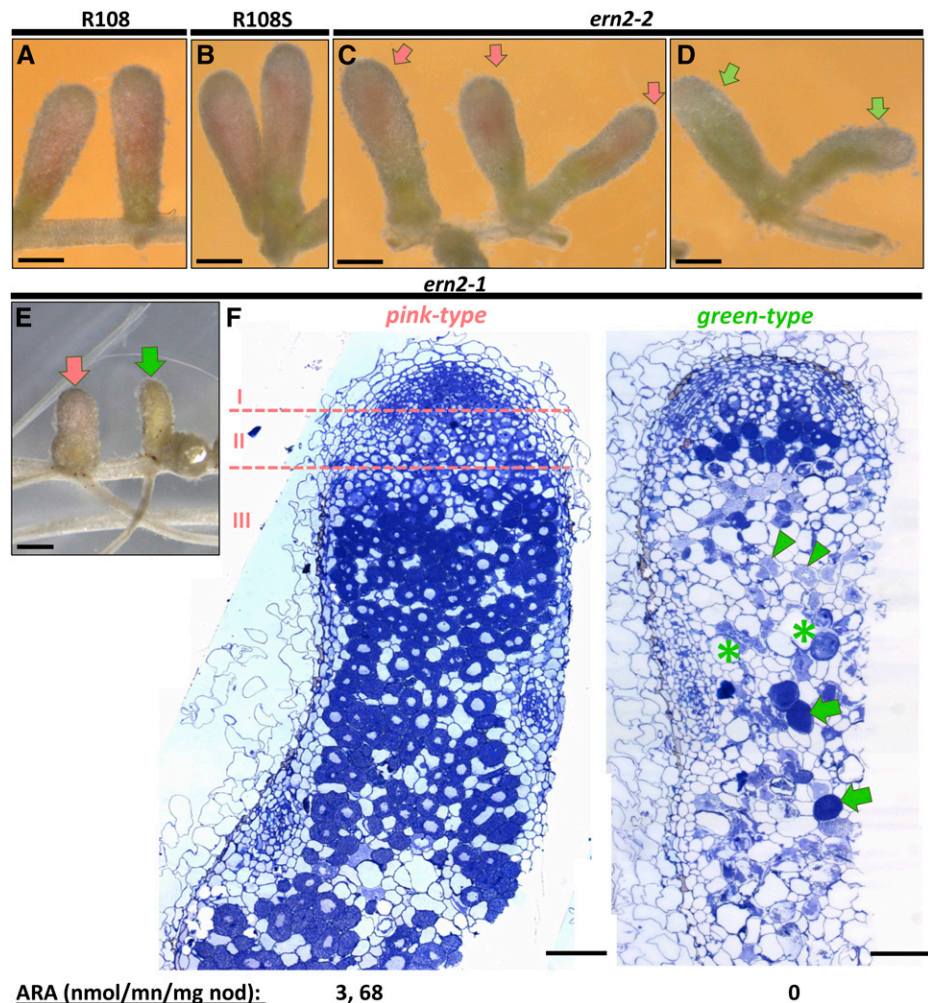 R108 R108S ern2-2
A B C D
ern2-1
E F pink-type green-type
I
II
III
* *
ARA (nmol/mn/mg nod): 3, 68 0